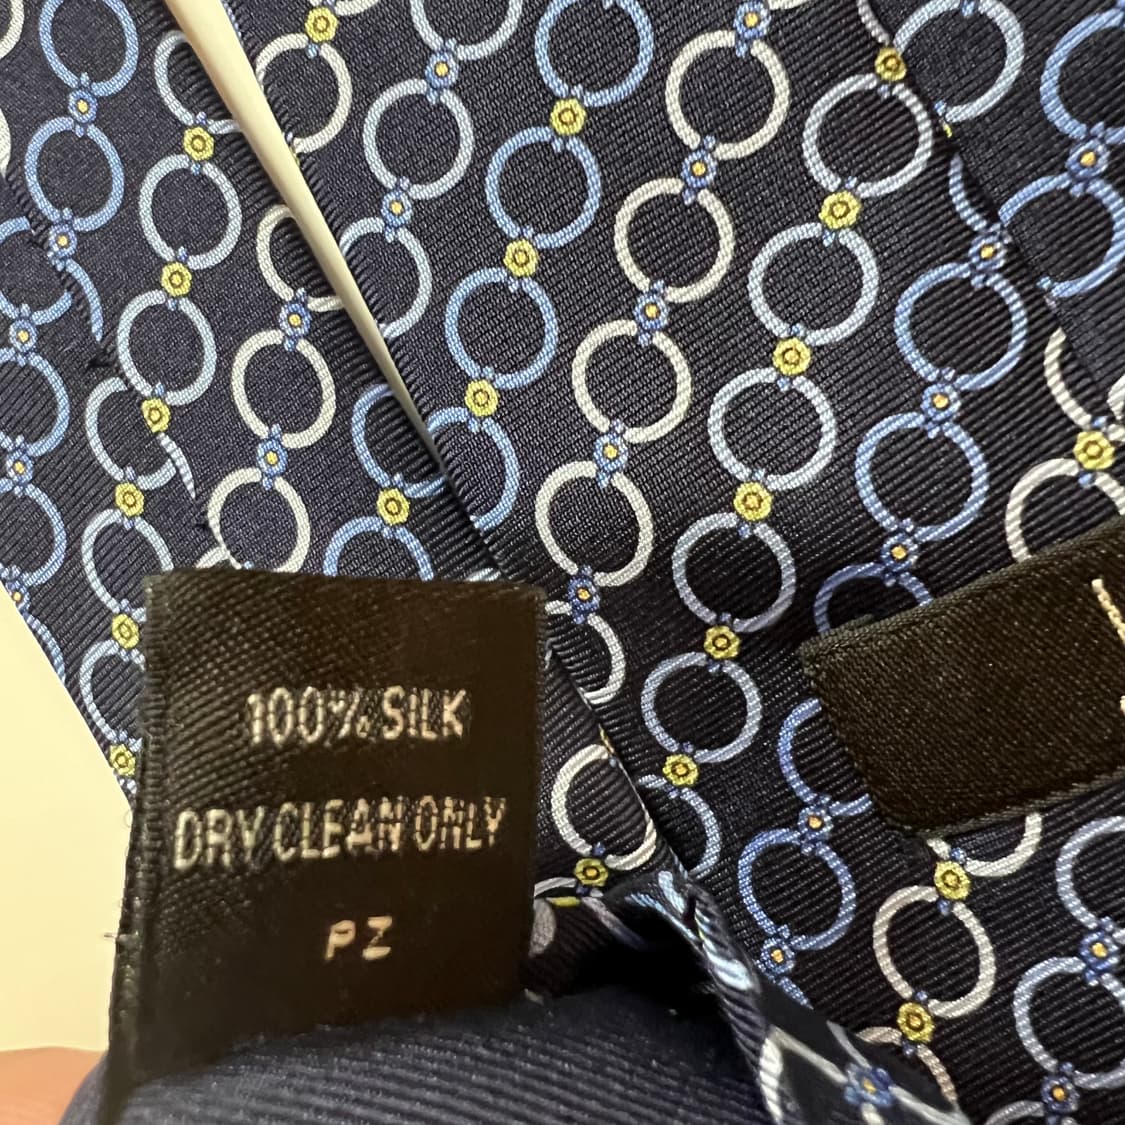 100% SILK
DRY CLEAN ONLY
PZ